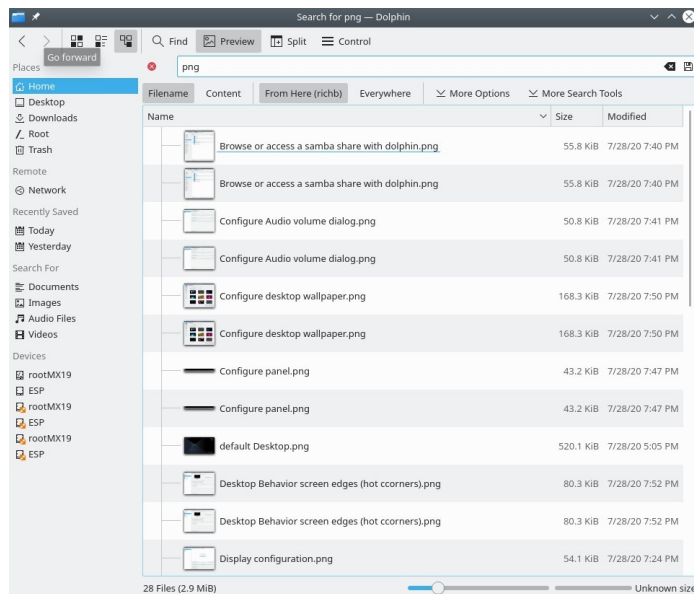 Search for png — Dolphin
Find Preview Split Control
Go forward
Places
Home
Desktop
Downloads
Root
Trash
Remote
Network
Recently Saved
Today
Yesterday
Search For
Documents
Images
Audio Files
Videos
Devices
rootMX19
ESP
rootMX19
ESP
rootMX19
ESP
png
Filename Content From Here (richb) Everywhere More Options More Search Tools
Name Size Modified
Browse or access a samba share with dolphin.png 55.8 KiB 7/28/20 7:40 PM
Browse or access a samba share with dolphin.png 55.8 KiB 7/28/20 7:40 PM
Configure Audio volume dialog.png 50.8 KiB 7/28/20 7:41 PM
Configure Audio volume dialog.png 50.8 KiB 7/28/20 7:41 PM
Configure desktop wallpaper.png 168.3 KiB 7/28/20 7:50 PM
Configure desktop wallpaper.png 168.3 KiB 7/28/20 7:50 PM
Configure panel.png 43.2 KiB 7/28/20 7:47 PM
Configure panel.png 43.2 KiB 7/28/20 7:47 PM
default Desktop.png 520.1 KiB 7/28/20 5:05 PM
Desktop Behavior screen edges (hot ccorners).png 80.3 KiB 7/28/20 7:52 PM
Desktop Behavior screen edges (hot ccorners).png 80.3 KiB 7/28/20 7:52 PM
Display configuration.png 54.1 KiB 7/28/20 7:24 PM
28 Files (2.9 MiB) Unknown size